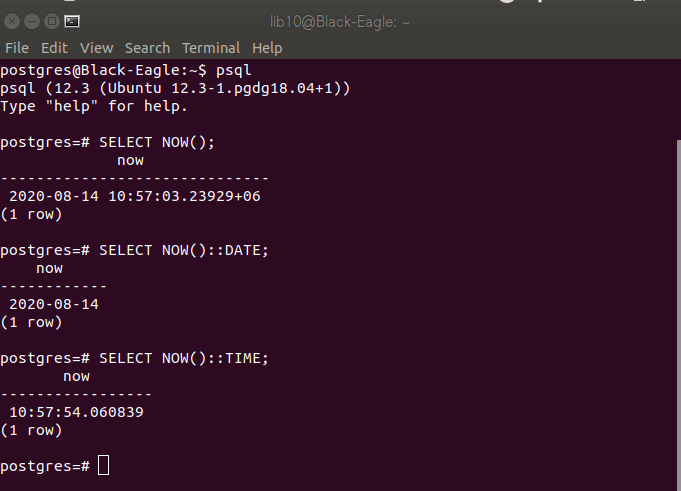 lib10@Black-Eagle: ~
File Edit View Search Terminal Help
postgres@Black-Eagle:~$ psql
psql (12.3 (Ubuntu 12.3-1.pgdg18.04+1))
Type "help" for help.

postgres=# SELECT NOW();
             now
------------------------------
 2020-08-14 10:57:03.23929+06
(1 row)

postgres=# SELECT NOW()::DATE;
    now
------------
 2020-08-14
(1 row)

postgres=# SELECT NOW()::TIME;
       now
-----------------
 10:57:54.060839
(1 row)

postgres=#